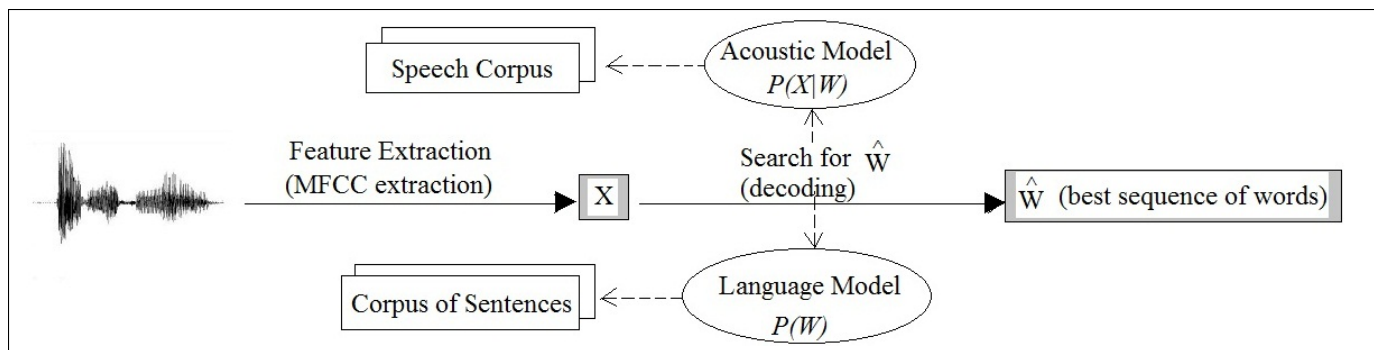 Speech Corpus
Acoustic Model
P(X|W)
Feature Extraction
(MFCC extraction)
X
Search for Ŵ
(decoding)
Ŵ (best sequence of words)
Corpus of Sentences
Language Model
P(W)